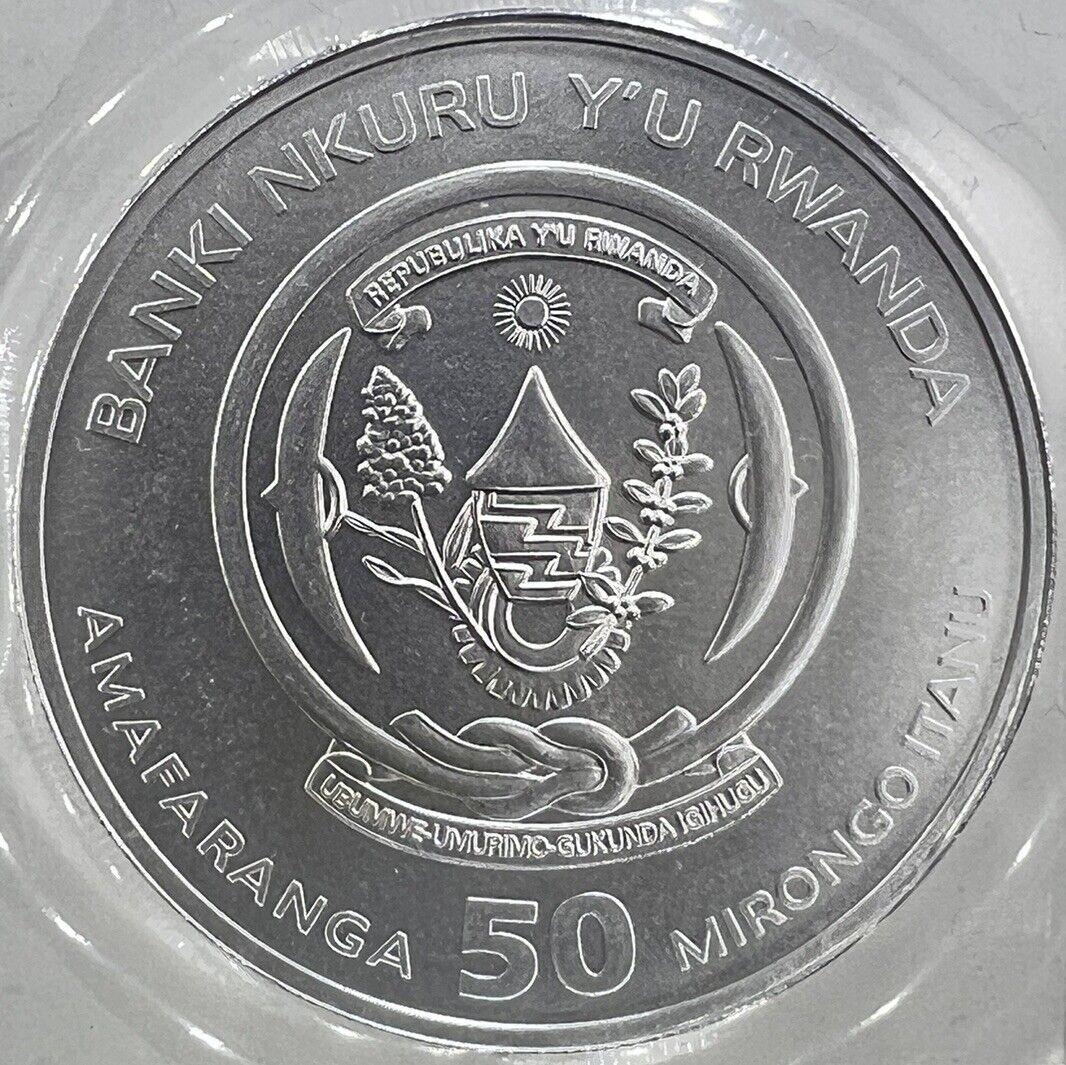 BANKI NKURU Y'U RWANDA
REPUBULIKA Y'U RWANDA
UBUMWE-UMURIMO-GUKUNDA IGIHUGU
AMAFARANGA 50 MIRONGO ITANU